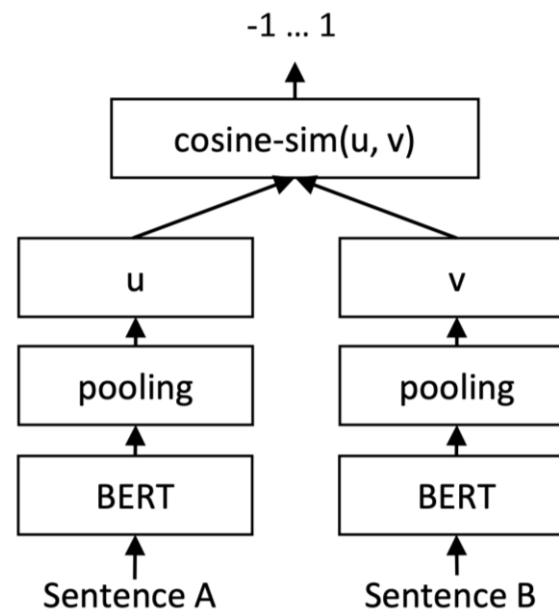 -1 … 1
cosine-sim(u, v)
u
v
pooling
pooling
BERT
BERT
Sentence A
Sentence B